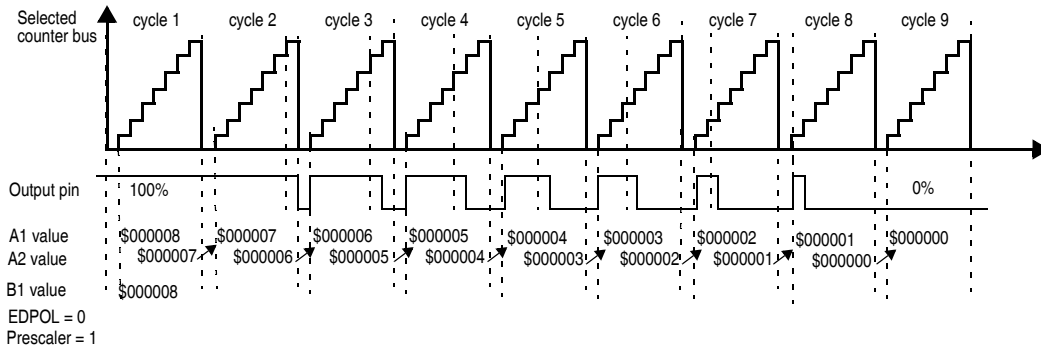 Selected counter bus
cycle 1 cycle 2 cycle 3 cycle 4 cycle 5 cycle 6 cycle 7 cycle 8 cycle 9
Output pin 100% 0%
A1 value $000008 $000007 $000006 $000005 $000004 $000003 $000002 $000001 $000000
A2 value $000007 $000006 $000005 $000004 $000003 $000002 $000001 $000000
B1 value $000008
EDPOL = 0
Prescaler = 1